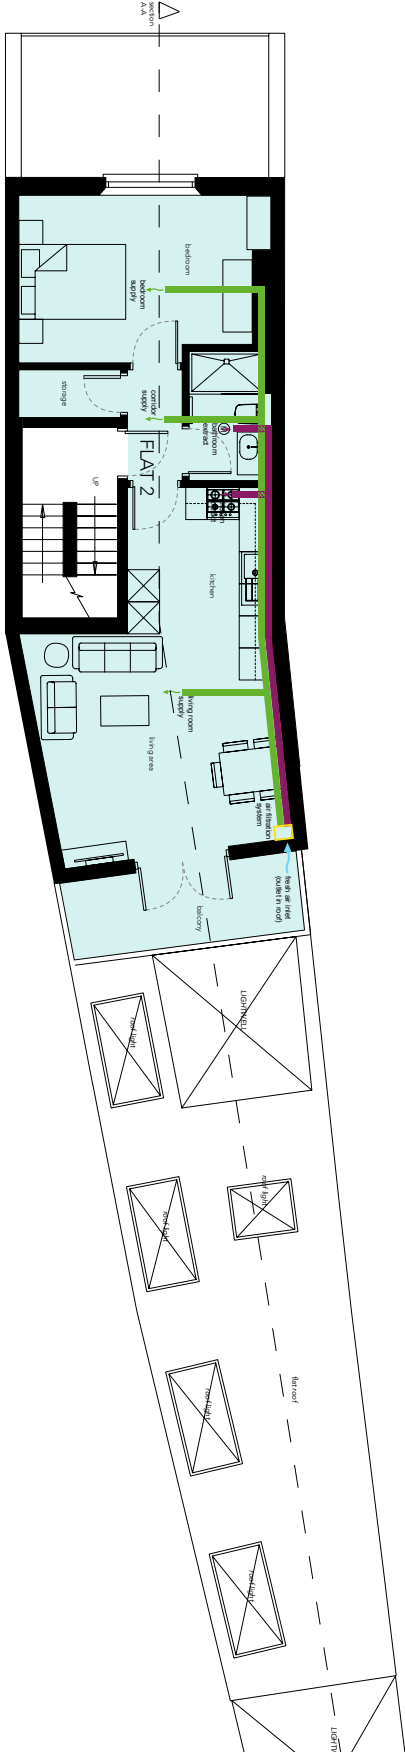 section
A-A
bedroom
bedroom
supply
storage
corridor
supply
bathroom
extract
FLAT 2
UP
kitchen
living room
supply
living area
air filtration
system
fresh air inlet
(outlet in roof)
balcony
LIGHTWELL
roof light
roof light
roof light
flat roof
roof light
roof light